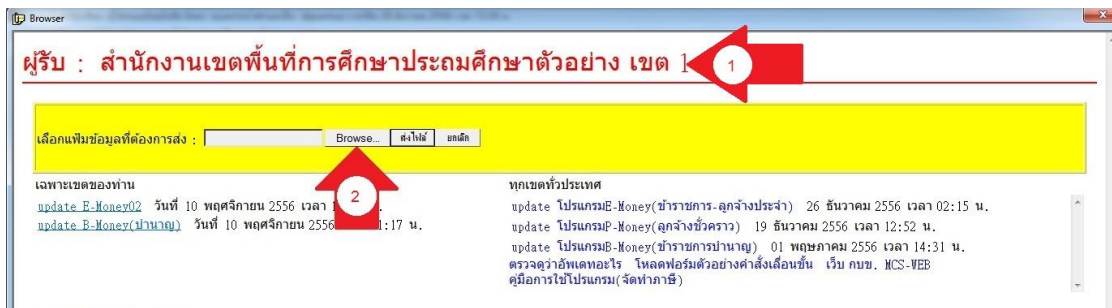 Browser
ผู้รับ : สำนักงานเขตพื้นที่การศึกษาประถมศึกษาตัวอย่าง เขต 1
1
เลือกแฟ้มข้อมูลที่ต้องการส่ง : Browse... ส่งไฟล์ ยกเลิก
2
เฉพาะเขตของท่าน
update E-Money02 วันที่ 10 พฤศจิกายน 2556 เวลา
update B-Money(บำนาญ) วันที่ 10 พฤศจิกายน 2556 1:17 น.
ทุกเขตทั่วประเทศ
update โปรแกรมE-Money(ข้าราชการ-ลูกจ้างประจำ) 26 ธันวาคม 2556 เวลา 02:15 น.
update โปรแกรมP-Money(ลูกจ้างชั่วคราว) 19 ธันวาคม 2556 เวลา 12:52 น.
update โปรแกรมB-Money(ข้าราชการบำนาญ) 01 พฤษภาคม 2556 เวลา 14:31 น.
ตรวจดูว่าอัพเดทอะไร โหลดฟอร์มตัวอย่างคำสั่งเลื่อนขั้น เว็บ กบข. MCS-WEB
คู่มือการใช้โปรแกรม(จัดทำภาษี)